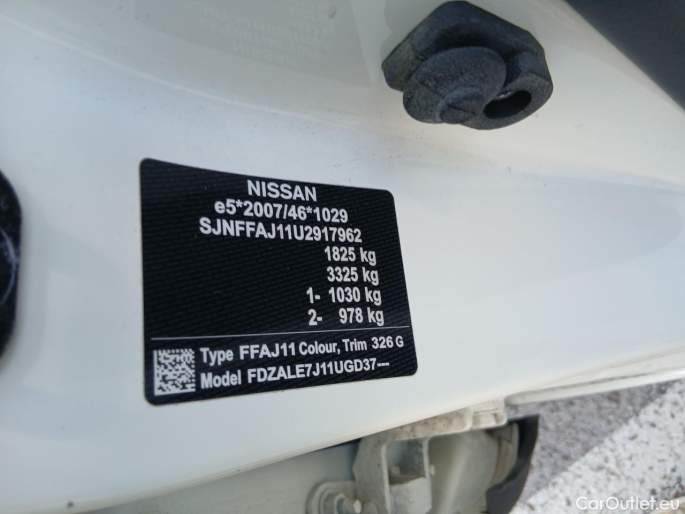 NISSAN
e5*2007/46*1029
SJNFFAJ11U2917962
1825 kg
3325 kg
1- 1030 kg
2- 978 kg
Type FFAJ11 Colour, Trim 326 G
Model FDZALE7J11UGD37---
CarOutlet.eu